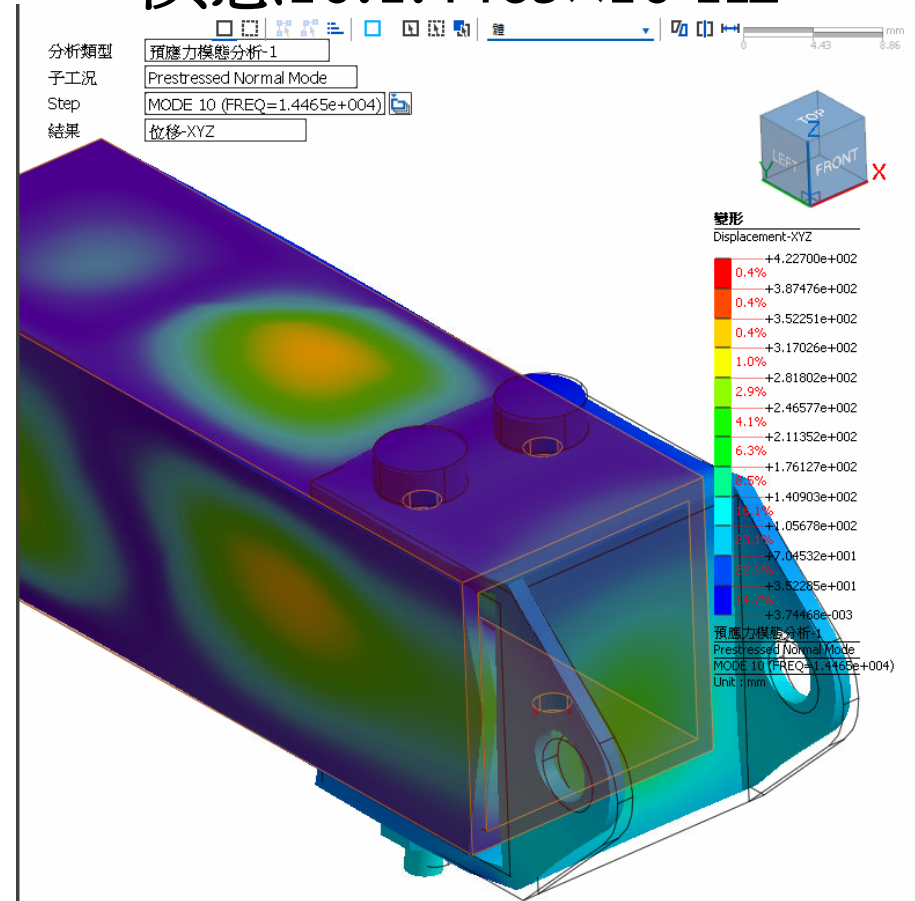 體
mm
0 4.43 8.86
分析類型 預應力模態分析-1
子工況 Prestressed Normal Mode
Step MODE 10 (FREQ=1.4465e+004)
結果 位移-XYZ
TOP
Z
LEFT FRONT
Y X
變形
Displacement-XYZ
+4.22700e+002
0.4%
+3.87476e+002
0.4%
+3.52251e+002
0.4%
+3.17026e+002
1.0%
+2.81802e+002
2.9%
+2.46577e+002
4.1%
+2.11352e+002
6.3%
+1.76127e+002
8.5%
+1.40903e+002
+1.05678e+002
23.1%
+7.04532e+001
+3.52285e+001
+3.74468e-003
預應力模態分析-1
Prestressed Normal Mode
MODE 10 (FREQ=1.4465e+004)
Unit : mm